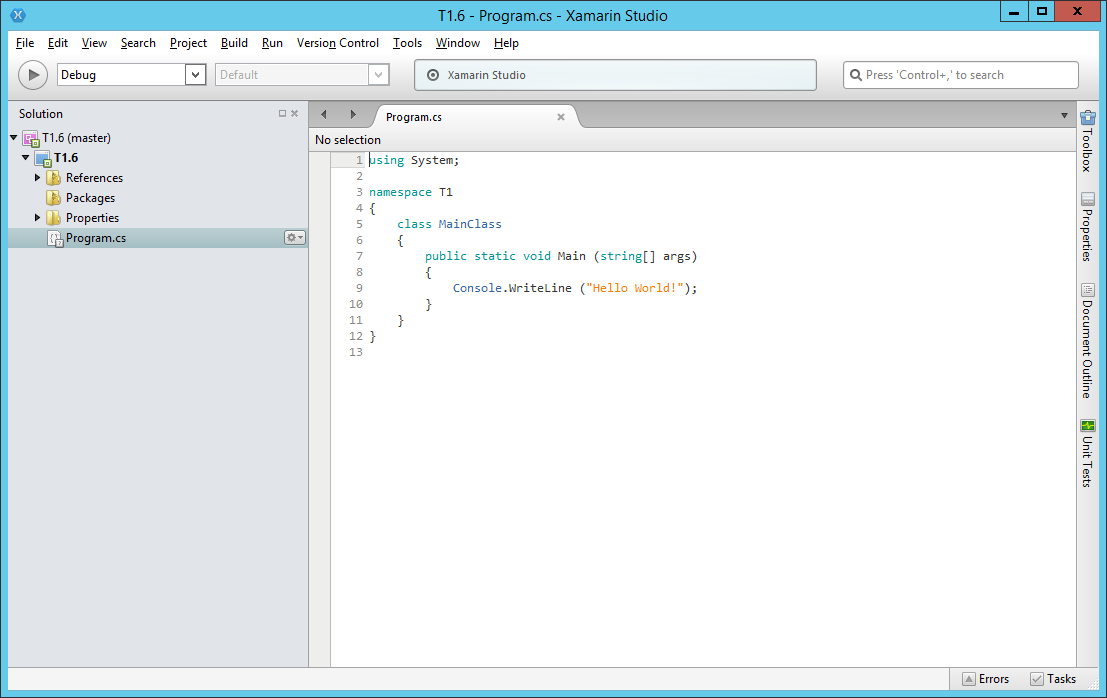 T1.6 - Program.cs - Xamarin Studio
File Edit View Search Project Build Run Version Control Tools Window Help
Debug
Default
Xamarin Studio
Press 'Control+,' to search
Solution
T1.6 (master)
T1.6
References
Packages
Properties
Program.cs
Program.cs
No selection
1 using System;
2
3 namespace T1
4 {
5 class MainClass
6 {
7 public static void Main (string[] args)
8 {
9 Console.WriteLine ("Hello World!");
10 }
11 }
12 }
13
Toolbox
Properties
Document Outline
Unit Tests
Errors
Tasks